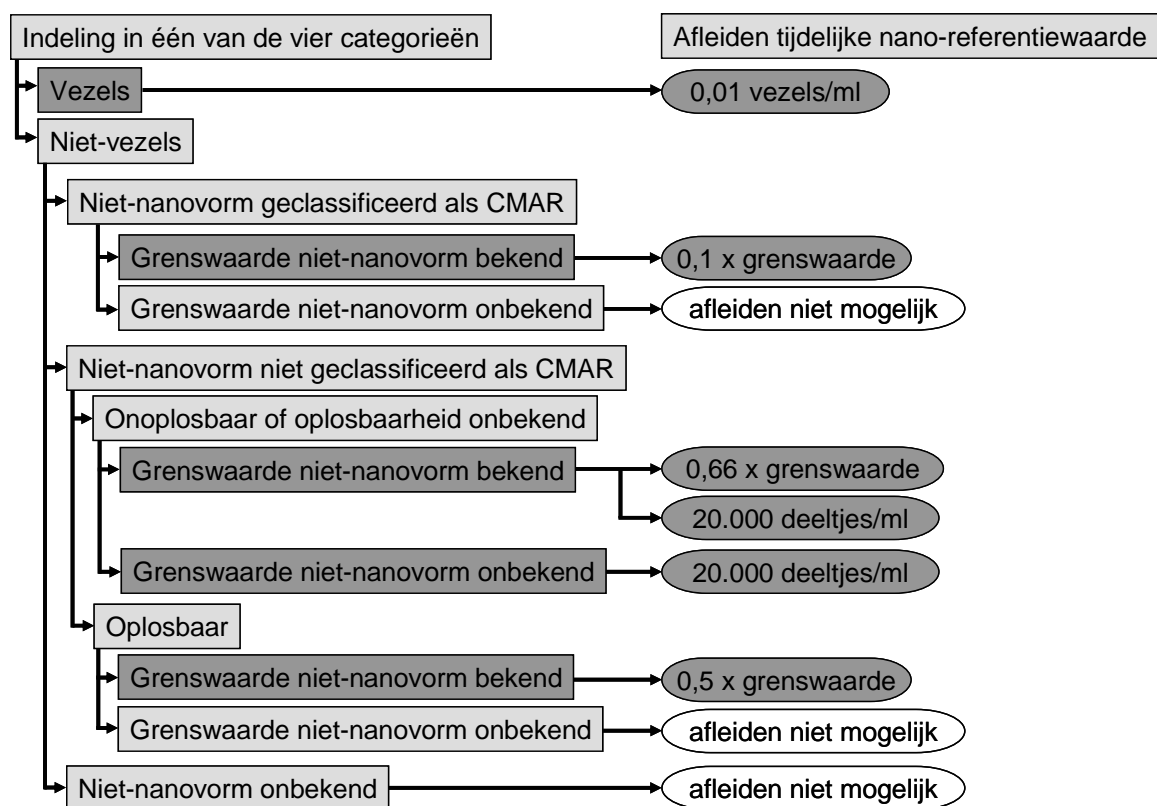 Indeling in één van de vier categorieën
Afleiden tijdelijke nano-referentiewaarde
Vezels
0,01 vezels/ml
Niet-vezels
Niet-nanovorm geclassificeerd als CMAR
Grenswaarde niet-nanovorm bekend
0,1 x grenswaarde
Grenswaarde niet-nanovorm onbekend
afleiden niet mogelijk
Niet-nanovorm niet geclassificeerd als CMAR
Onoplosbaar of oplosbaarheid onbekend
Grenswaarde niet-nanovorm bekend
0,66 x grenswaarde
20.000 deeltjes/ml
Grenswaarde niet-nanovorm onbekend
20.000 deeltjes/ml
Oplosbaar
Grenswaarde niet-nanovorm bekend
0,5 x grenswaarde
Grenswaarde niet-nanovorm onbekend
afleiden niet mogelijk
Niet-nanovorm onbekend
afleiden niet mogelijk